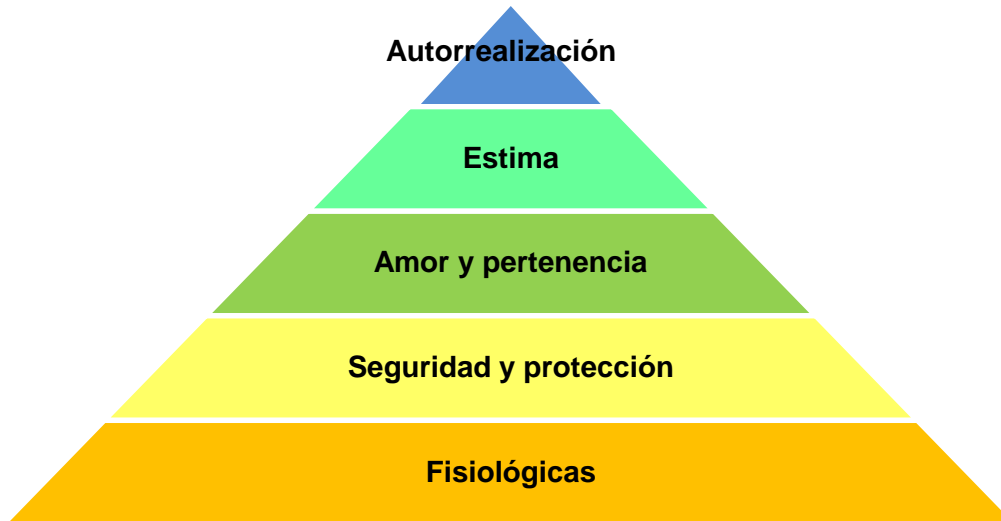 Autorrealización
Estima
Amor y pertenencia
Seguridad y protección
Fisiológicas